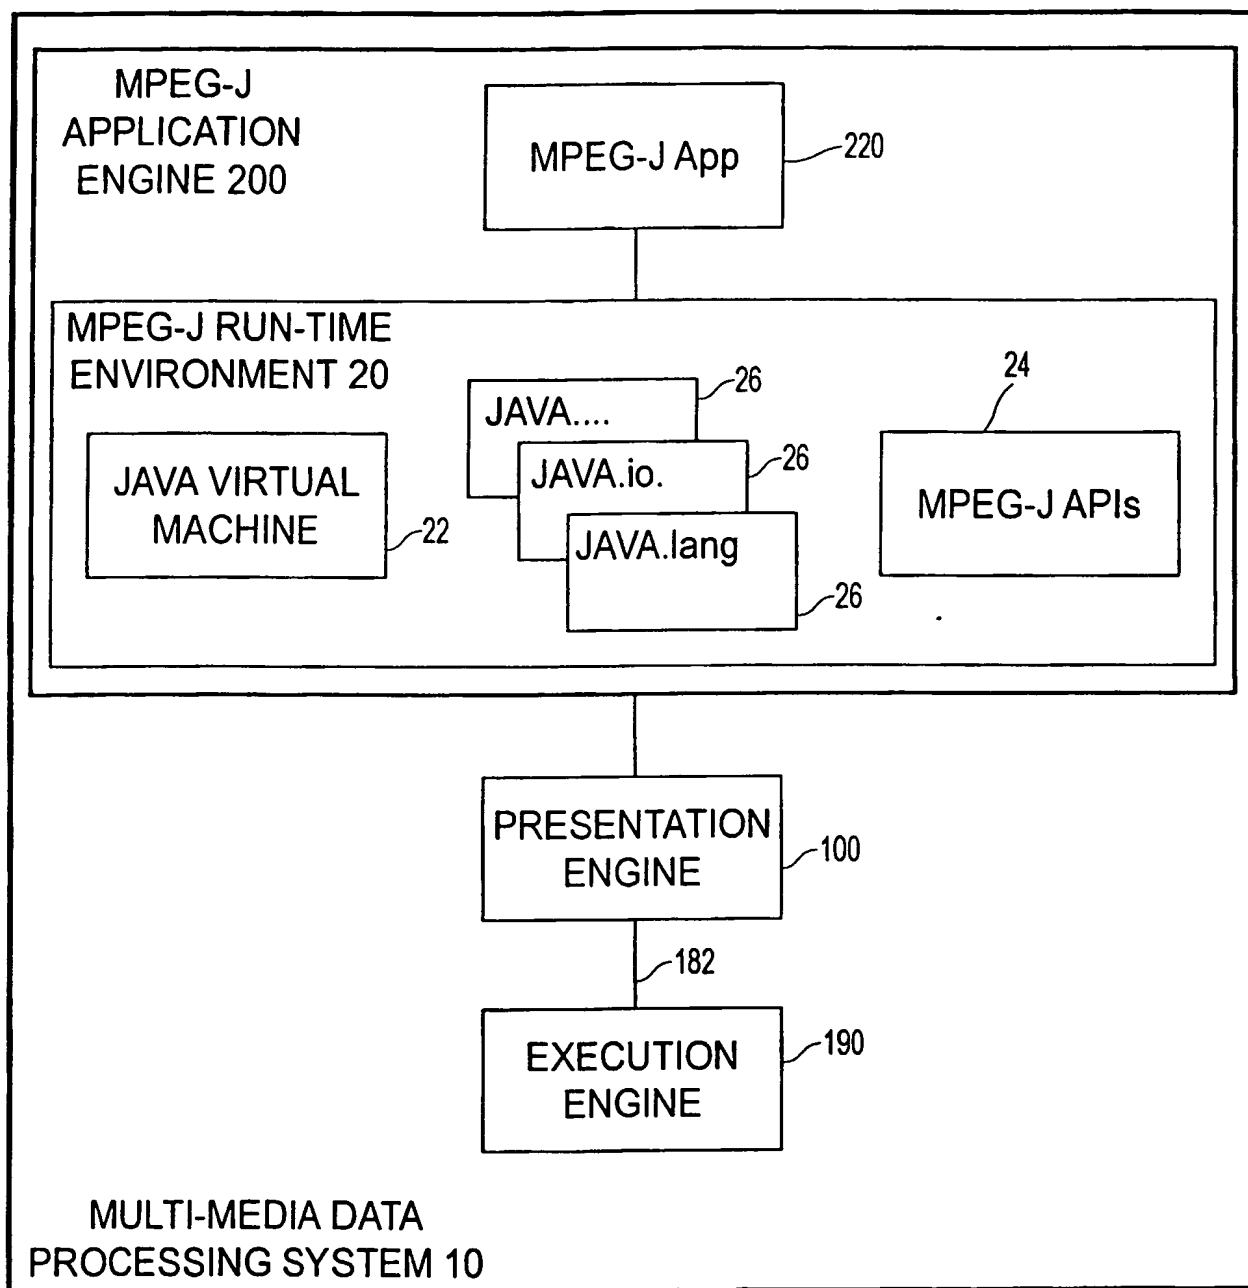 MPEG-J
APPLICATION
ENGINE 200
MPEG-J App
220
MPEG-J RUN-TIME
ENVIRONMENT 20
JAVA VIRTUAL
MACHINE
22
JAVA....
26
JAVA.io.
26
JAVA.lang
26
24
MPEG-J APIs
PRESENTATION
ENGINE
100
182
EXECUTION
ENGINE
190
MULTI-MEDIA DATA
PROCESSING SYSTEM 10